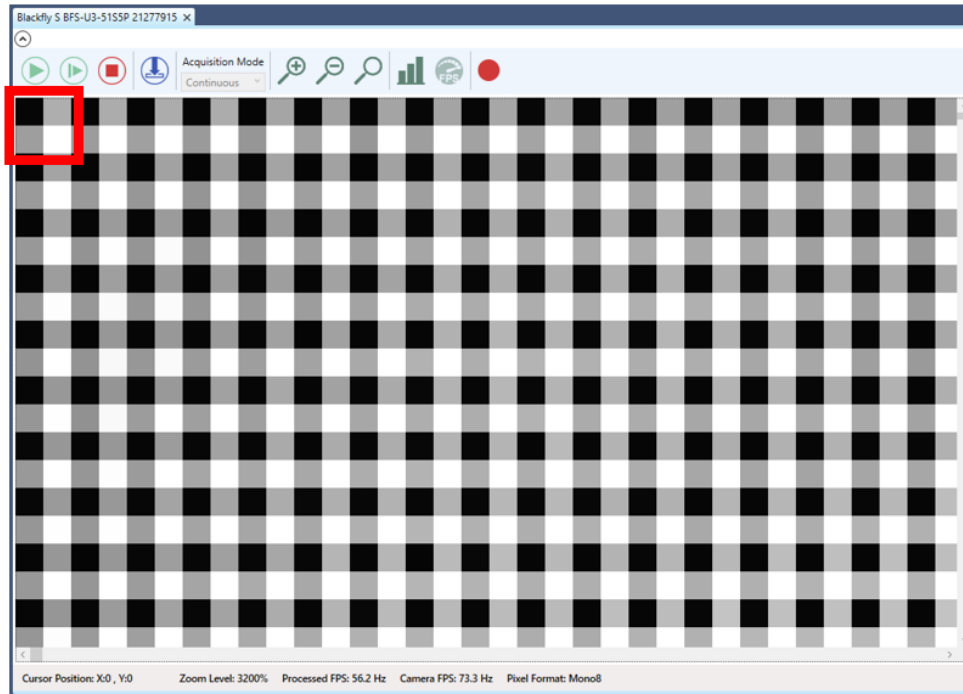 Blackfly S BFS-U3-51S5P 21277915
Acquisition Mode
Continuous
FPS
Cursor Position: X:0 , Y:0 Zoom Level: 3200% Processed FPS: 56.2 Hz Camera FPS: 73.3 Hz Pixel Format: Mono8